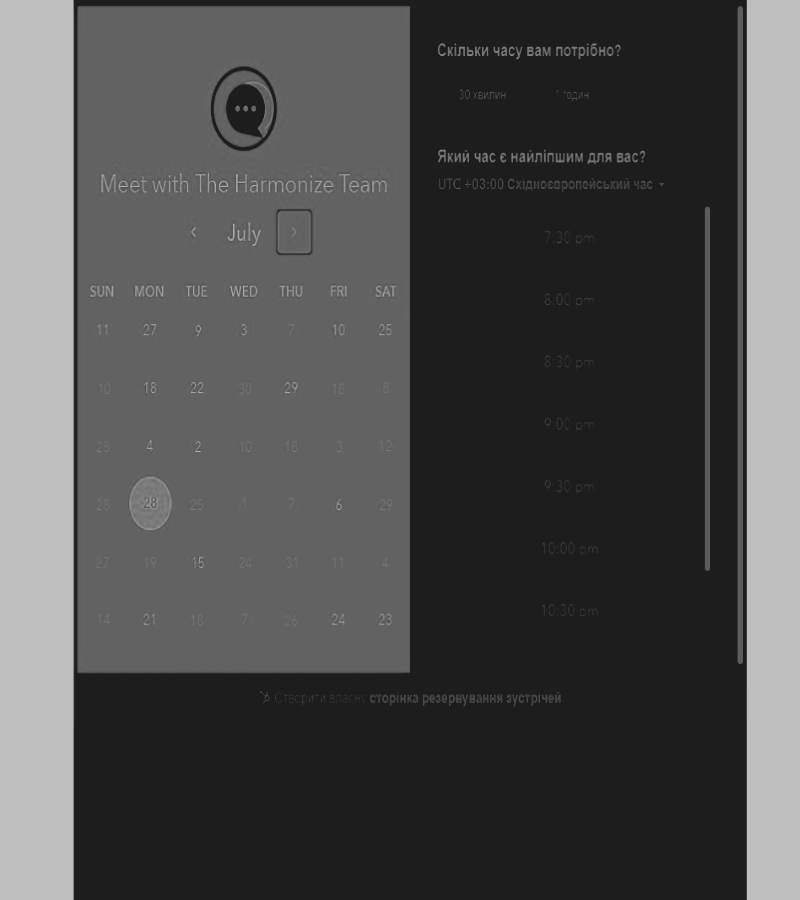 Meet with The Harmonize Team
July
SUN MON TUE WED THU FRI SAT
11 27 9 3 7 10 25
10 18 22 30 29 18 8
28 4 2 10 18 3 12
28 28 25 1 7 6 29
27 19 15 24 31 11 4
14 21 18 7 26 24 23
Скільки часу вам потрібно?
30 хвилин 1 годин
Який час є найліпшим для вас?
UTC +03:00 Східноєвропейський час
7:30 pm
8:00 pm
8:30 pm
9:00 pm
9:30 pm
10:00 pm
10:30 pm
Створити власну сторінка резервування зустрічей